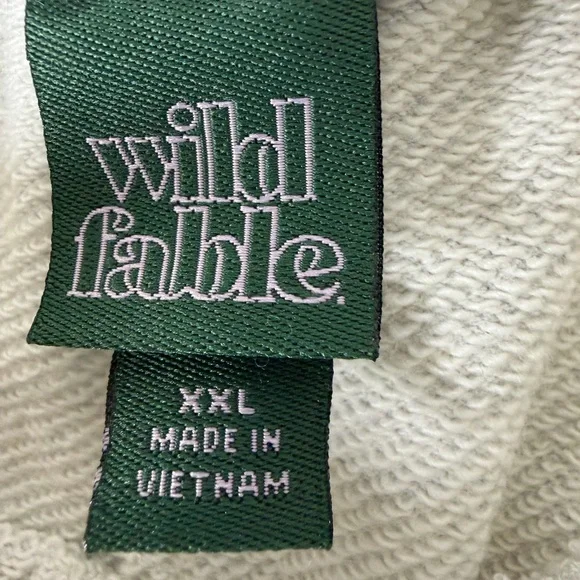 wild
fable.
XXL
MADE IN
VIETNAM